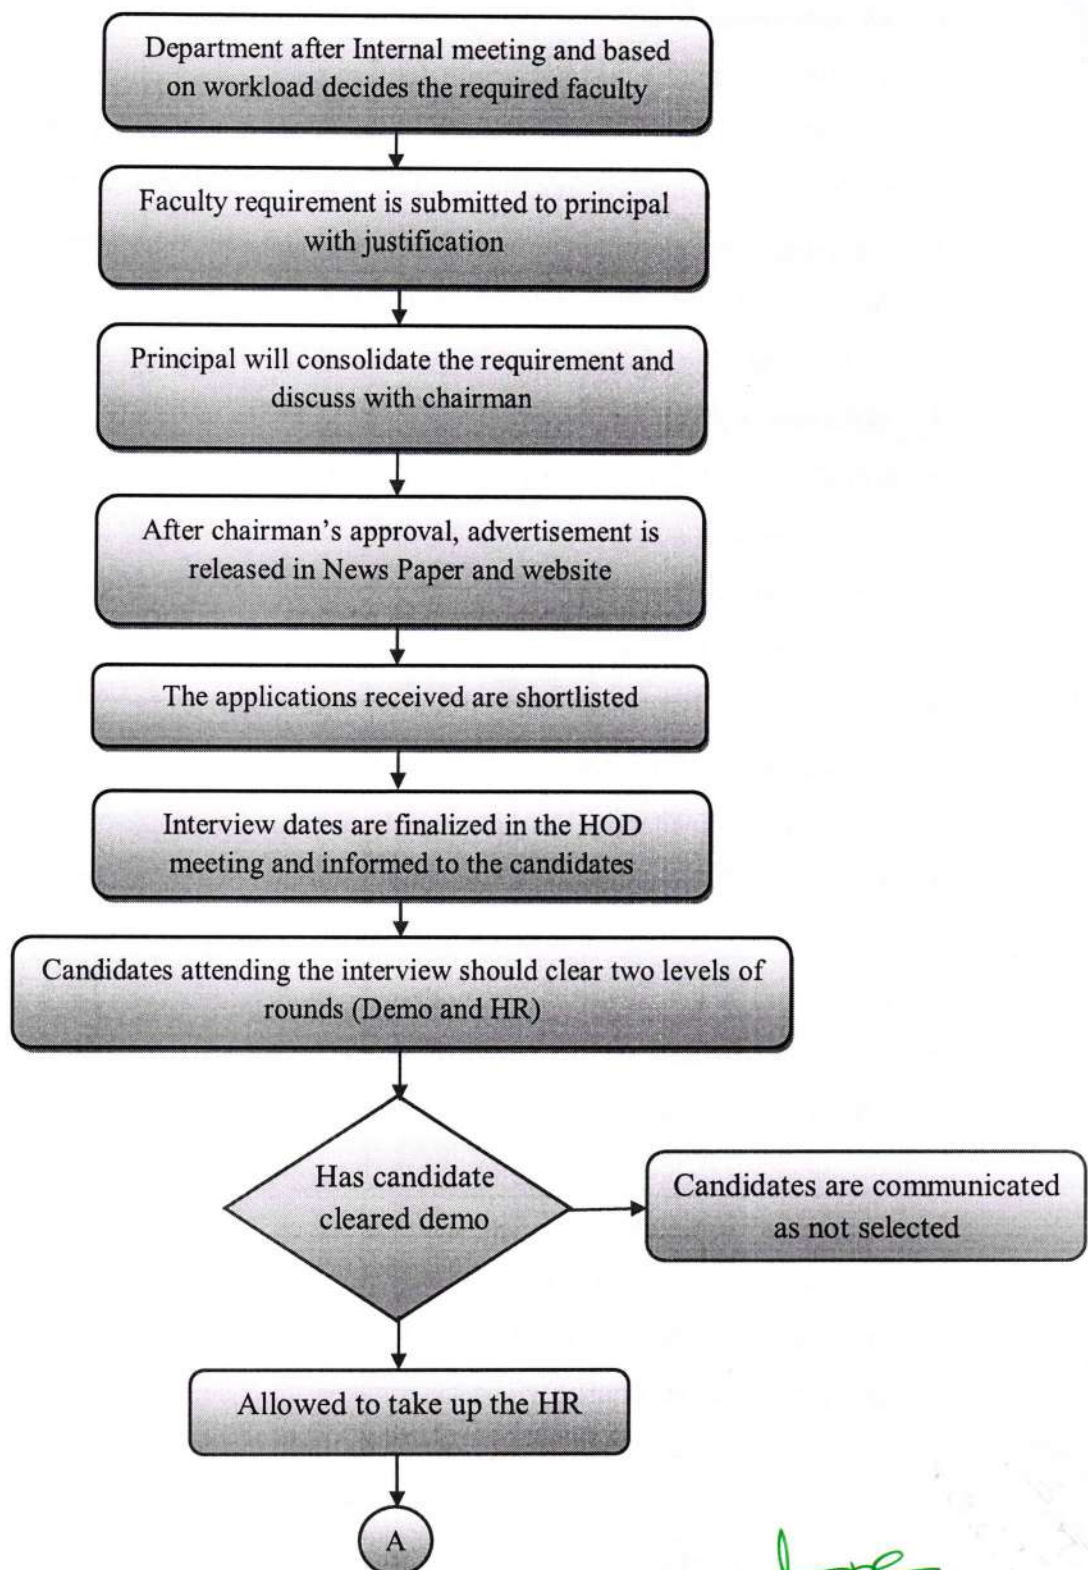 Department after Internal meeting and based
on workload decides the required faculty
Faculty requirement is submitted to principal
with justification
Principal will consolidate the requirement and
discuss with chairman
After chairman's approval, advertisement is
released in News Paper and website
The applications received are shortlisted
Interview dates are finalized in the HOD
meeting and informed to the candidates
Candidates attending the interview should clear two levels of
rounds (Demo and HR)
Has candidate
cleared demo
Candidates are communicated
as not selected
Allowed to take up the HR
A